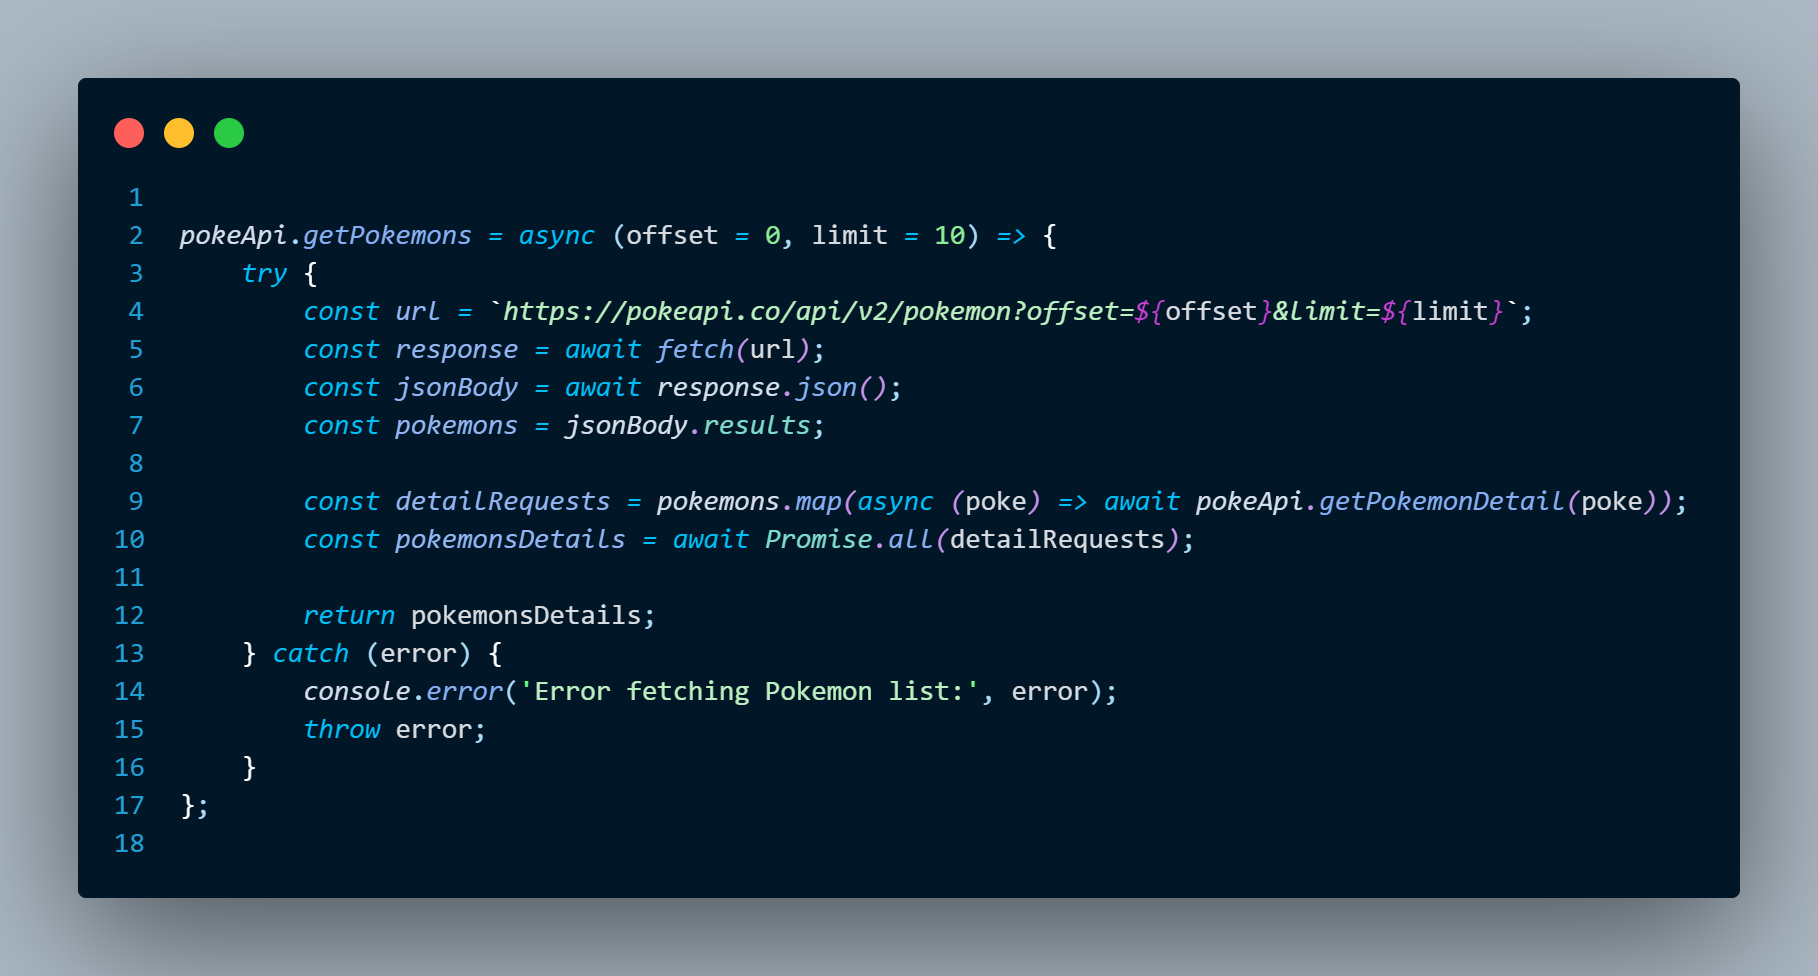 1
2 pokeApi.getPokemons = async (offset = 0, limit = 10) => {
3     try {
4         const url = `https://pokeapi.co/api/v2/pokemon?offset=${offset}&limit=${limit}`;
5         const response = await fetch(url);
6         const jsonBody = await response.json();
7         const pokemons = jsonBody.results;
8
9         const detailRequests = pokemons.map(async (poke) => await pokeApi.getPokemonDetail(poke));
10         const pokemonsDetails = await Promise.all(detailRequests);
11
12         return pokemonsDetails;
13     } catch (error) {
14         console.error('Error fetching Pokemon list:', error);
15         throw error;
16     }
17 };
18